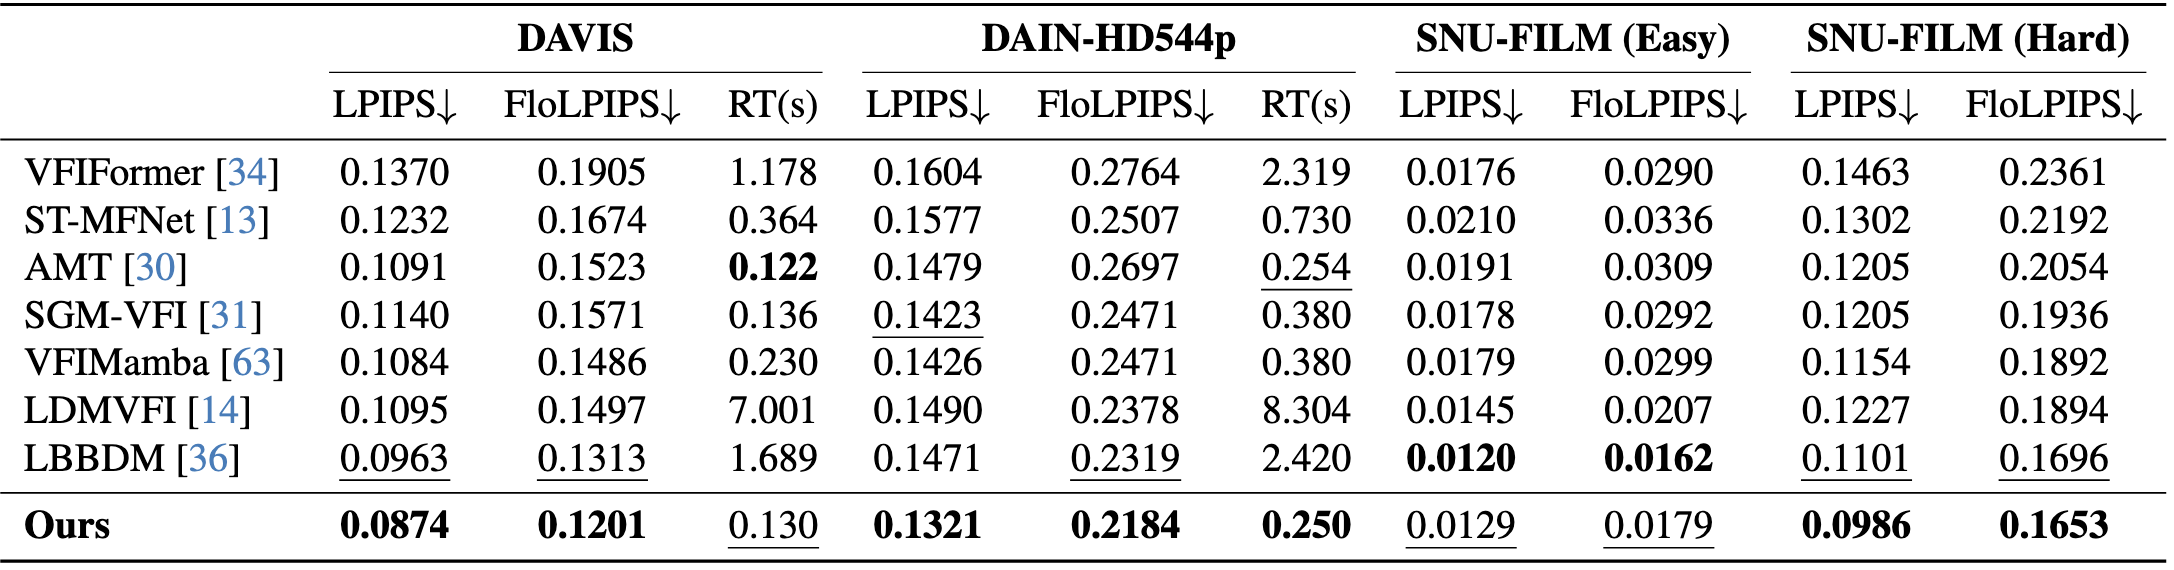 DAVIS DAIN-HD544p SNU-FILM (Easy) SNU-FILM (Hard)
LPIPS↓ FloLPIPS↓ RT(s) LPIPS↓ FloLPIPS↓ RT(s) LPIPS↓ FloLPIPS↓ LPIPS↓ FloLPIPS↓
VFIFormer [34] 0.1370 0.1905 1.178 0.1604 0.2764 2.319 0.0176 0.0290 0.1463 0.2361
ST-MFNet [13] 0.1232 0.1674 0.364 0.1577 0.2507 0.730 0.0210 0.0336 0.1302 0.2192
AMT [30] 0.1091 0.1523 0.122 0.1479 0.2697 0.254 0.0191 0.0309 0.1205 0.2054
SGM-VFI [31] 0.1140 0.1571 0.136 0.1423 0.2471 0.380 0.0178 0.0292 0.1205 0.1936
VFIMamba [63] 0.1084 0.1486 0.230 0.1426 0.2471 0.380 0.0179 0.0299 0.1154 0.1892
LDMVFI [14] 0.1095 0.1497 7.001 0.1490 0.2378 8.304 0.0145 0.0207 0.1227 0.1894
LBBDM [36] 0.0963 0.1313 1.689 0.1471 0.2319 2.420 0.0120 0.0162 0.1101 0.1696
Ours 0.0874 0.1201 0.130 0.1321 0.2184 0.250 0.0129 0.0179 0.0986 0.1653